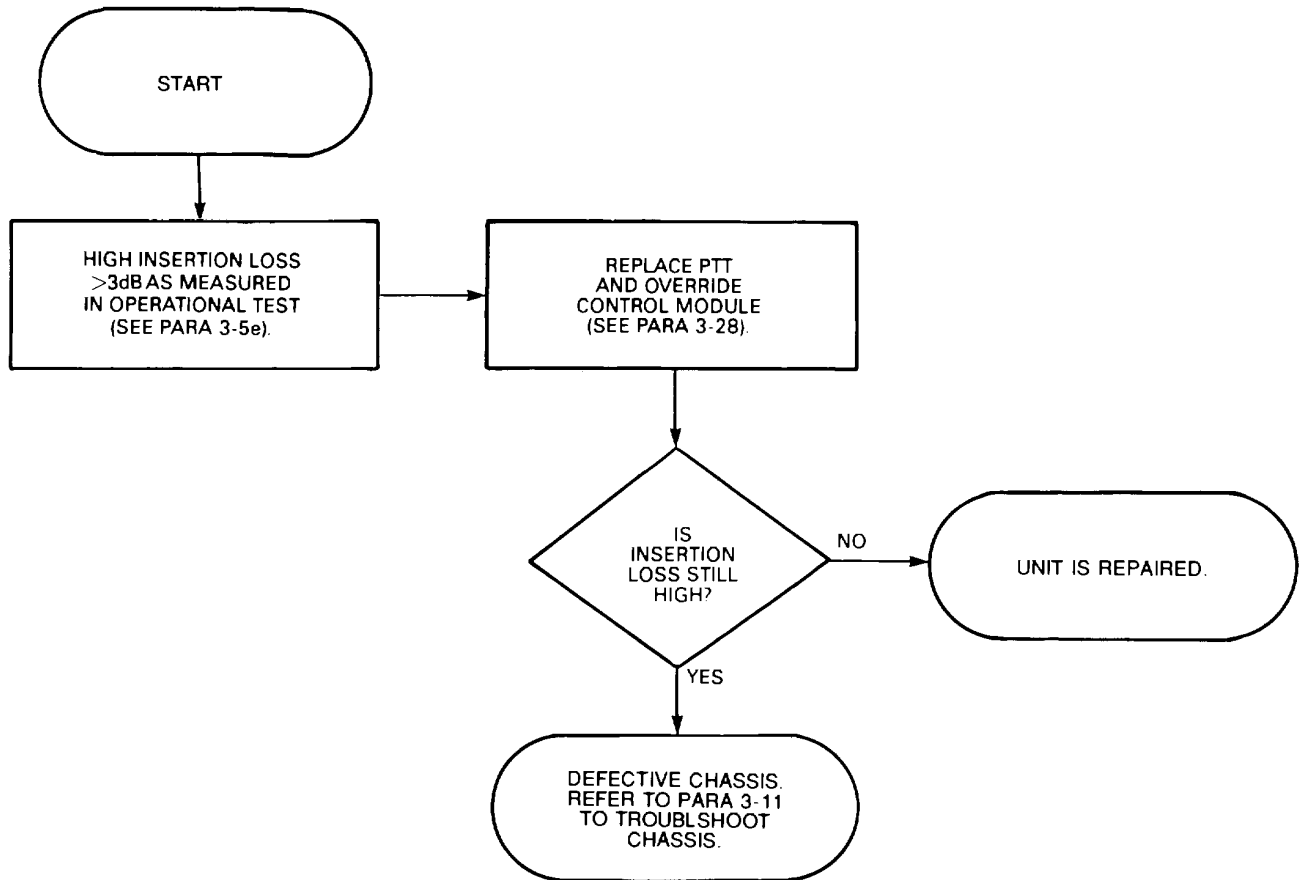 START
HIGH INSERTION LOSS
>3dB AS MEASURED
IN OPERATIONAL TEST
(SEE PARA 3-5e).
REPLACE PTT
AND OVERRIDE
CONTROL MODULE
(SEE PARA 3-28).
IS
INSERTION
LOSS STILL
HIGH?
NO
UNIT IS REPAIRED.
YES
DEFECTIVE CHASSIS.
REFER TO PARA 3-11
TO TROUBLSHOOT
CHASSIS.